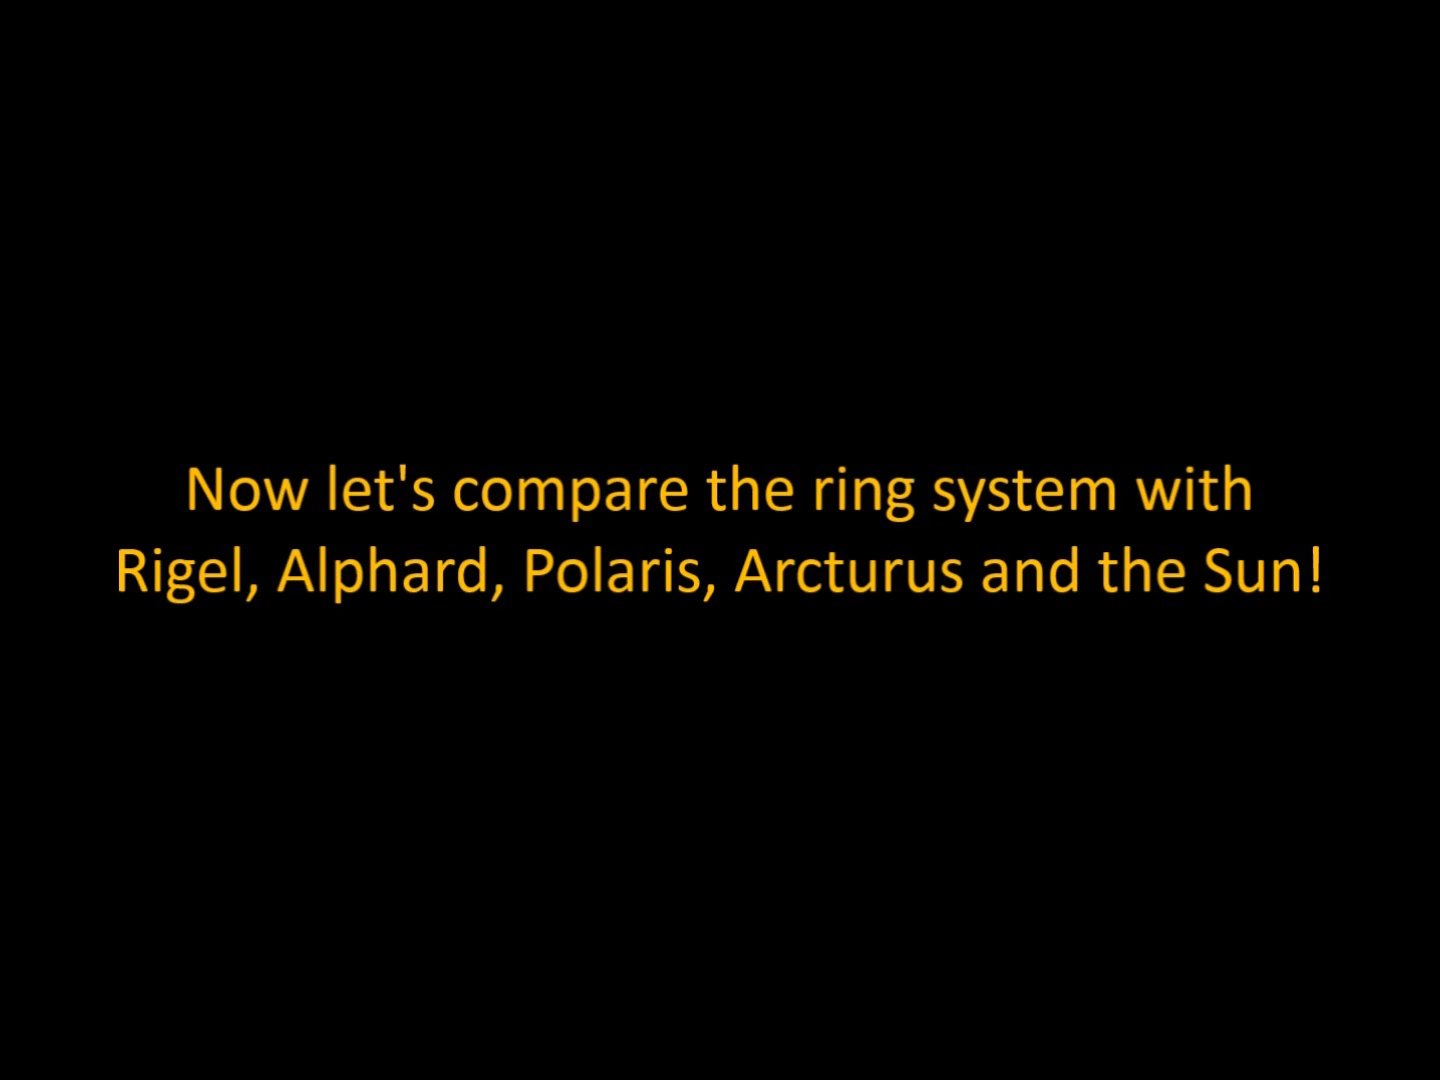 Now let's compare the ring system with
Rigel, Alphard, Polaris, Arcturus and the Sun!